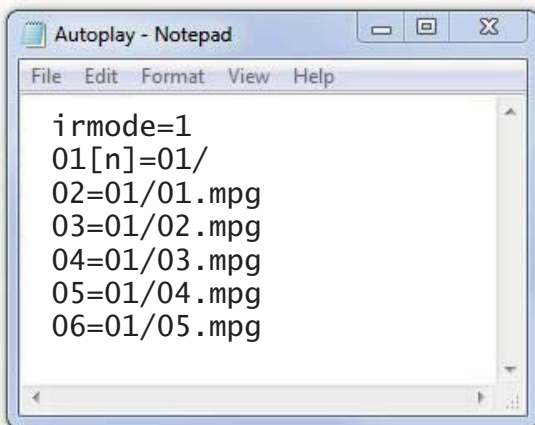 Autoplay - Notepad
File Edit Format View Help
irmode=1
01[n]=01/
02=01/01.mpg
03=01/02.mpg
04=01/03.mpg
05=01/04.mpg
06=01/05.mpg